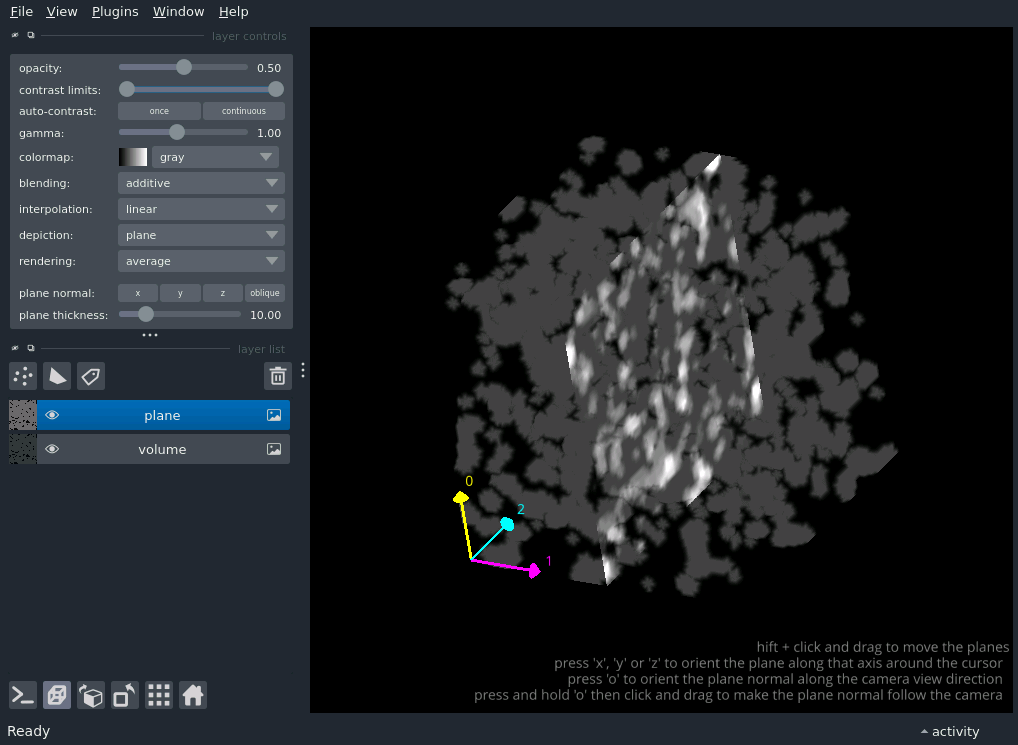 File View Plugins Window Help
layer controls
opacity: 0.50
contrast limits:
auto-contrast: once continuous
gamma: 1.00
colormap: gray
blending: additive
interpolation: linear
depiction: plane
rendering: average
plane normal: x y z oblique
plane thickness: 10.00
layer list
plane
volume
0
2
1
hift + click and drag to move the planes
press 'x', 'y' or 'z' to orient the plane along that axis around the cursor
press 'o' to orient the plane normal along the camera view direction
press and hold 'o' then click and drag to make the plane normal follow the camera
Ready
activity